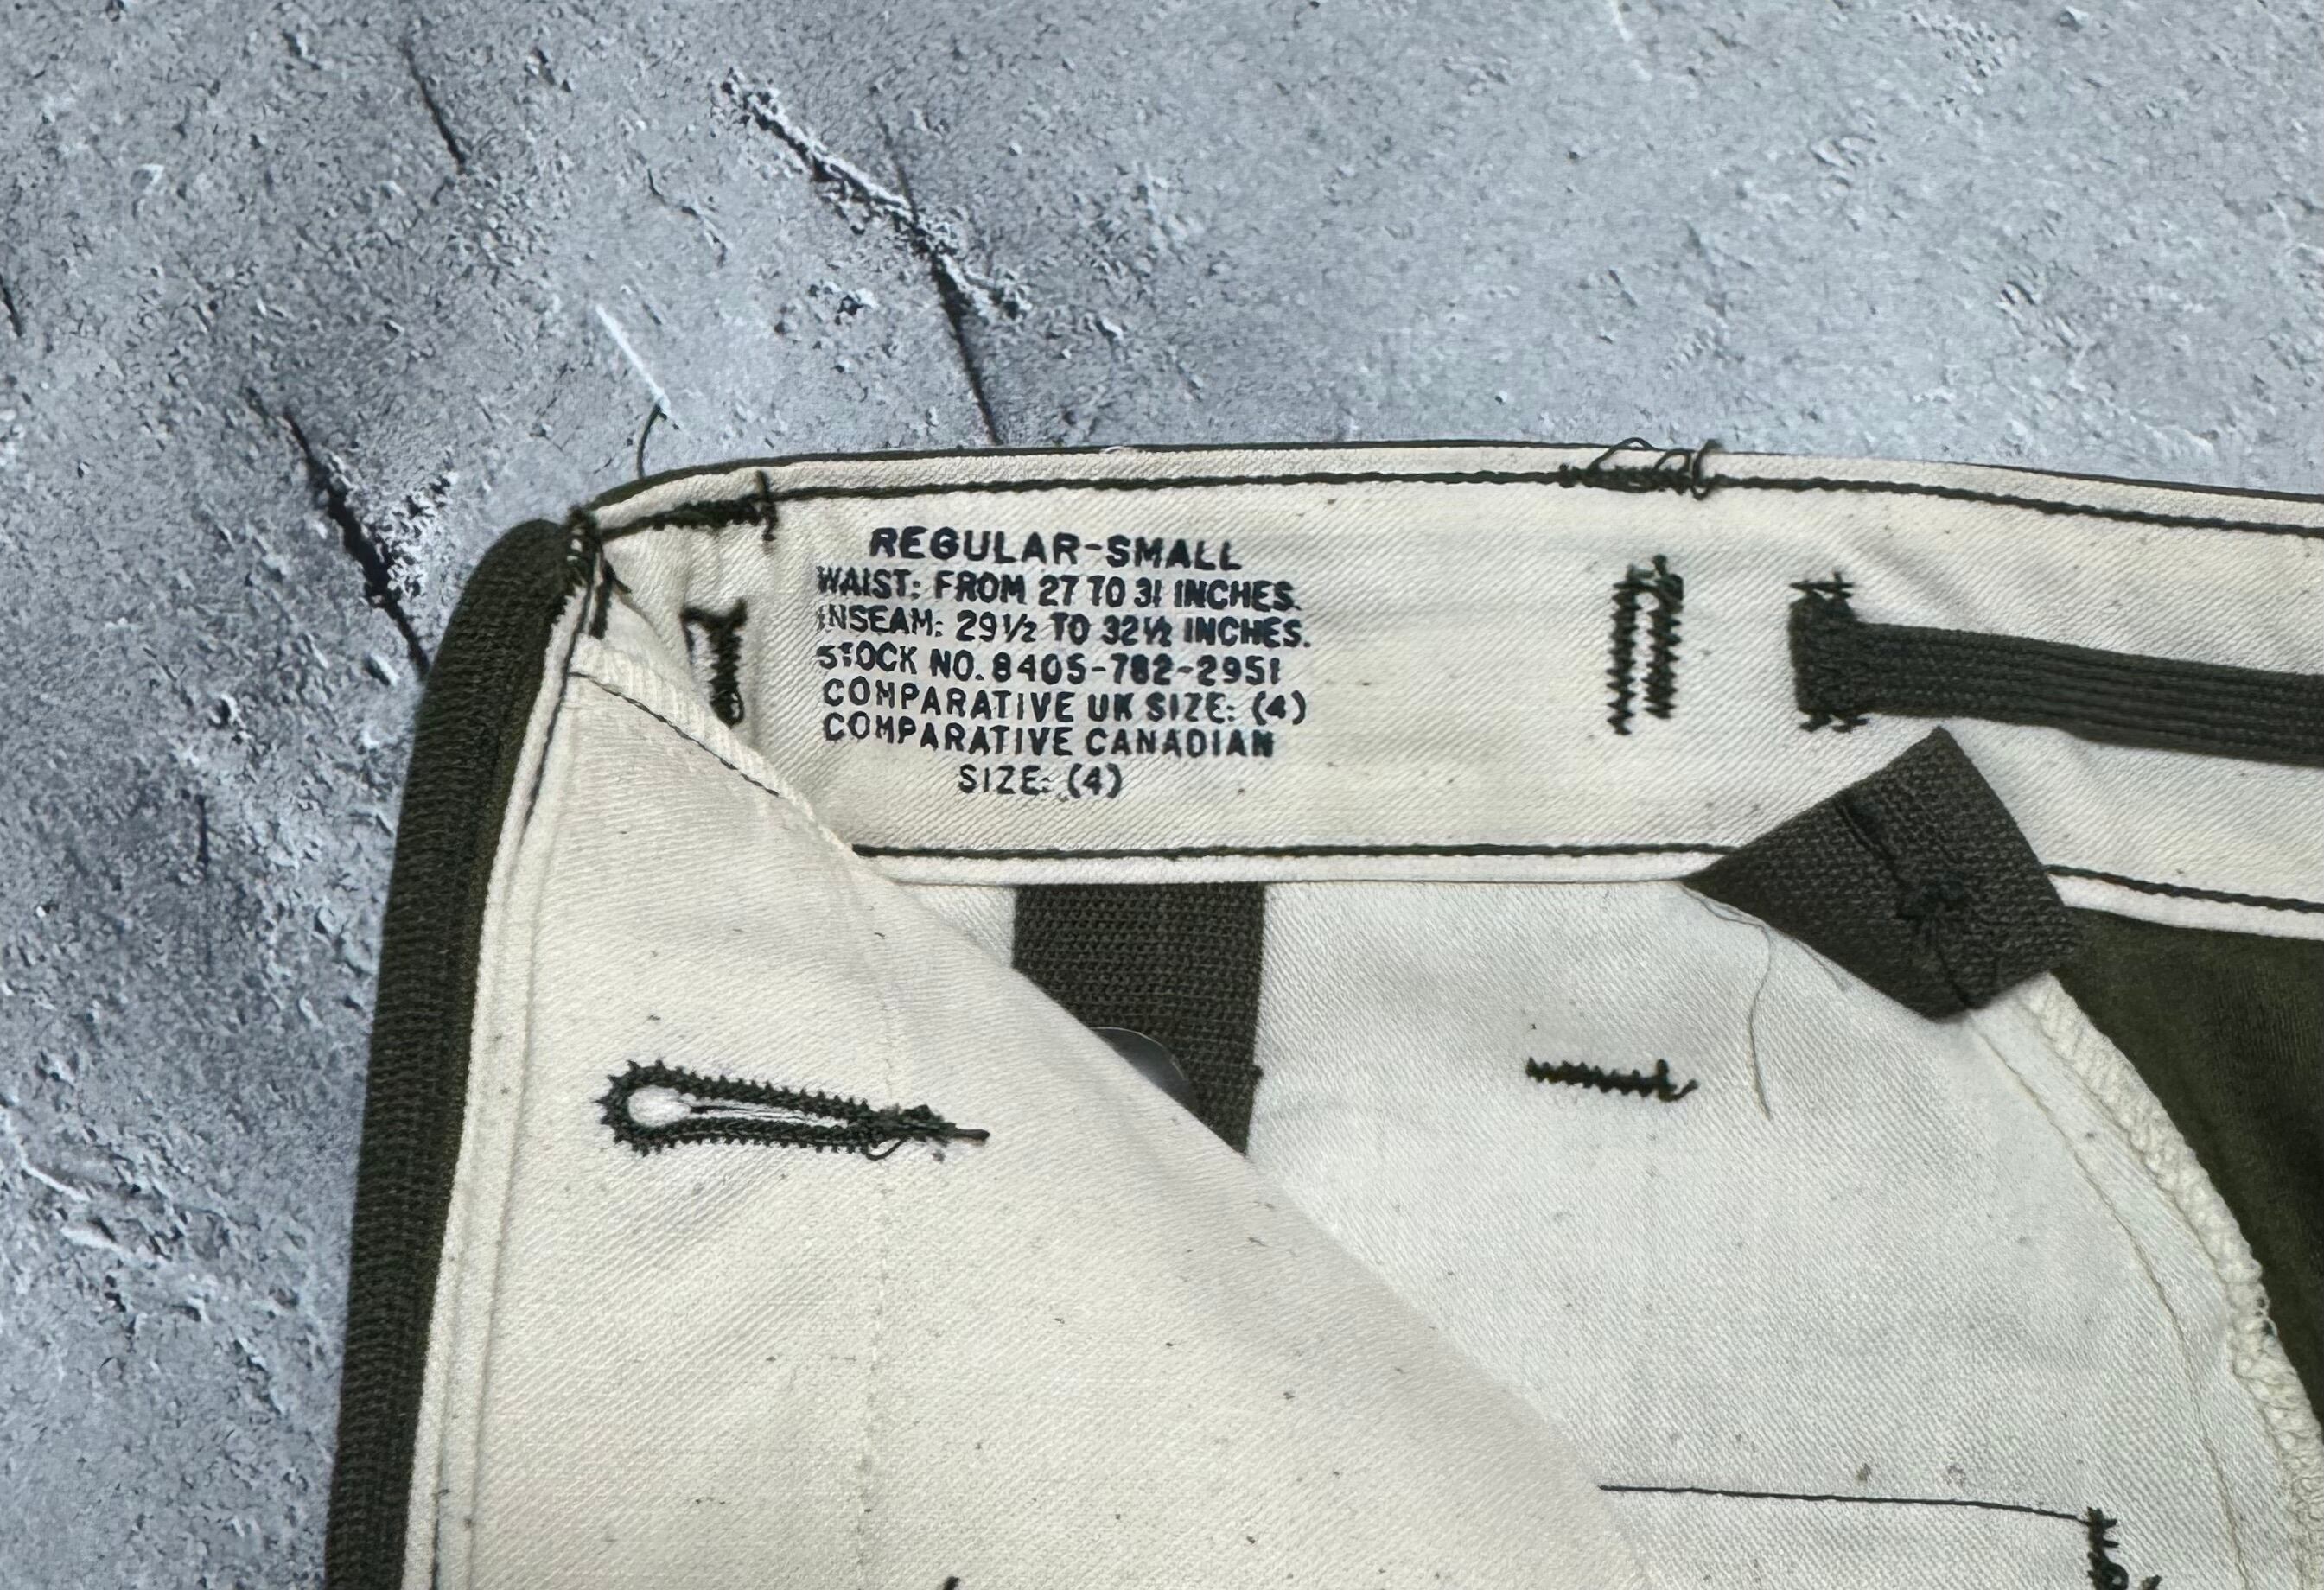 REGULAR-SMALL
WAIST: FROM 27 TO 31 INCHES.
INSEAM: 29½ TO 32½ INCHES.
STOCK NO. 8405-782-2951
COMPARATIVE UK SIZE: (4)
COMPARATIVE CANADIAN
SIZE: (4)